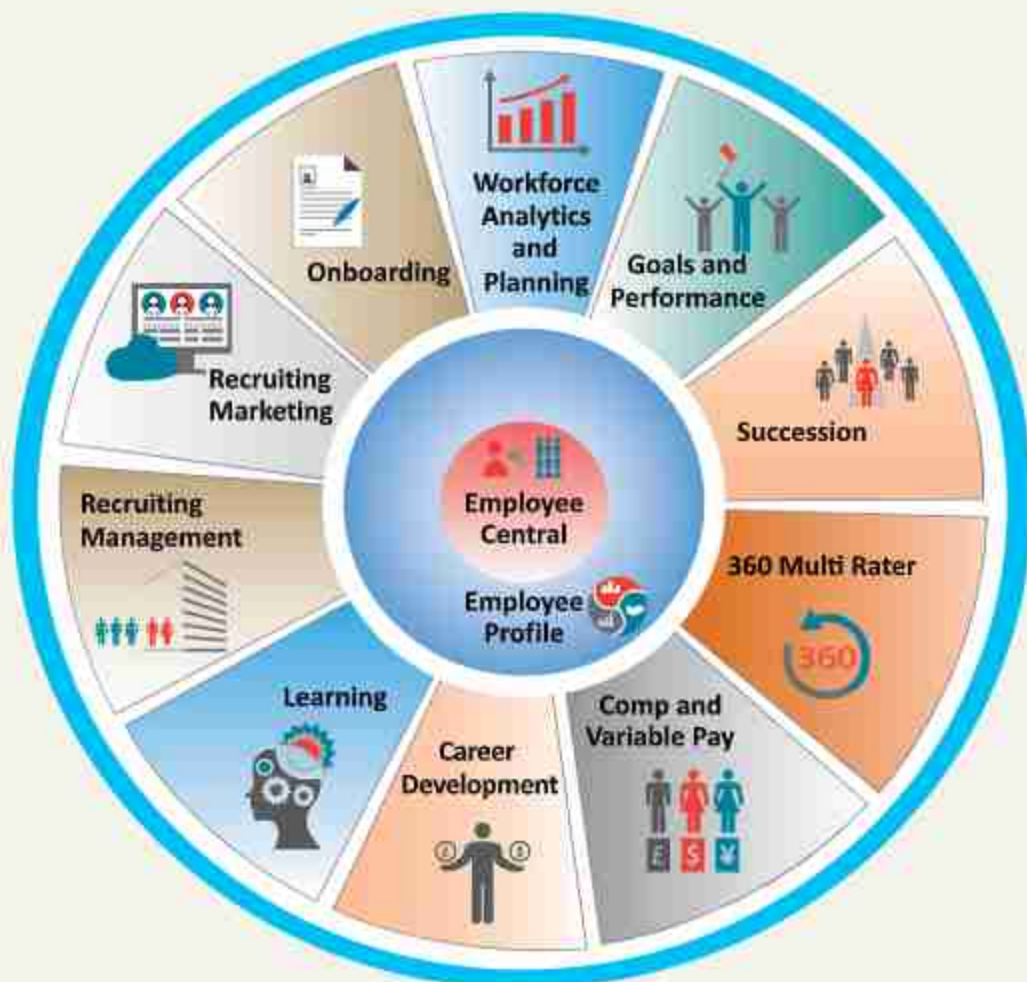 Workforce
Analytics
and
Planning
Goals and
Performance
Succession
360 Multi Rater
360
Comp and
Variable Pay
£ $ ¥
Career
Development
Learning
Recruiting
Management
Recruiting
Marketing
Onboarding
Employee
Central
Employee
Profile